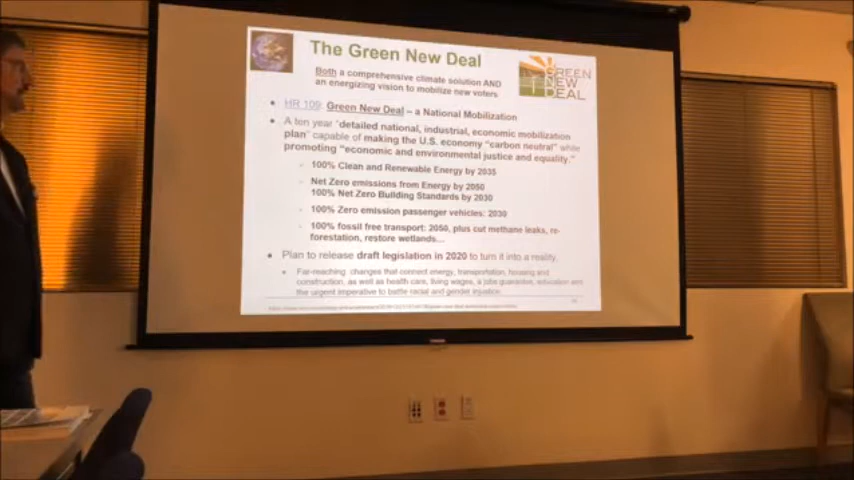 The Green New Deal
Both a comprehensive climate solution AND
an energizing vision to mobilize new voters
GREEN
NEW
DEAL
• HR 109: Green New Deal – a National Mobilization
• A ten year "detailed national, industrial, economic mobilization
plan" capable of making the U.S. economy "carbon neutral" while
promoting "economic and environmental justice and equality."
100% Clean and Renewable Energy by 2035
Net Zero emissions from Energy by 2050
100% Net Zero Building Standards by 2030
100% Zero emission passenger vehicles: 2030
100% fossil free transport: 2050, plus cut methane leaks, re-
forestation, restore wetlands...
• Plan to release draft legislation in 2020 to turn it into a reality.
• Far-reaching changes that connect energy, transportation, housing and
construction, as well as health care, living wages, a jobs guarantee, education and
the urgent imperative to battle racial and gender injustice.